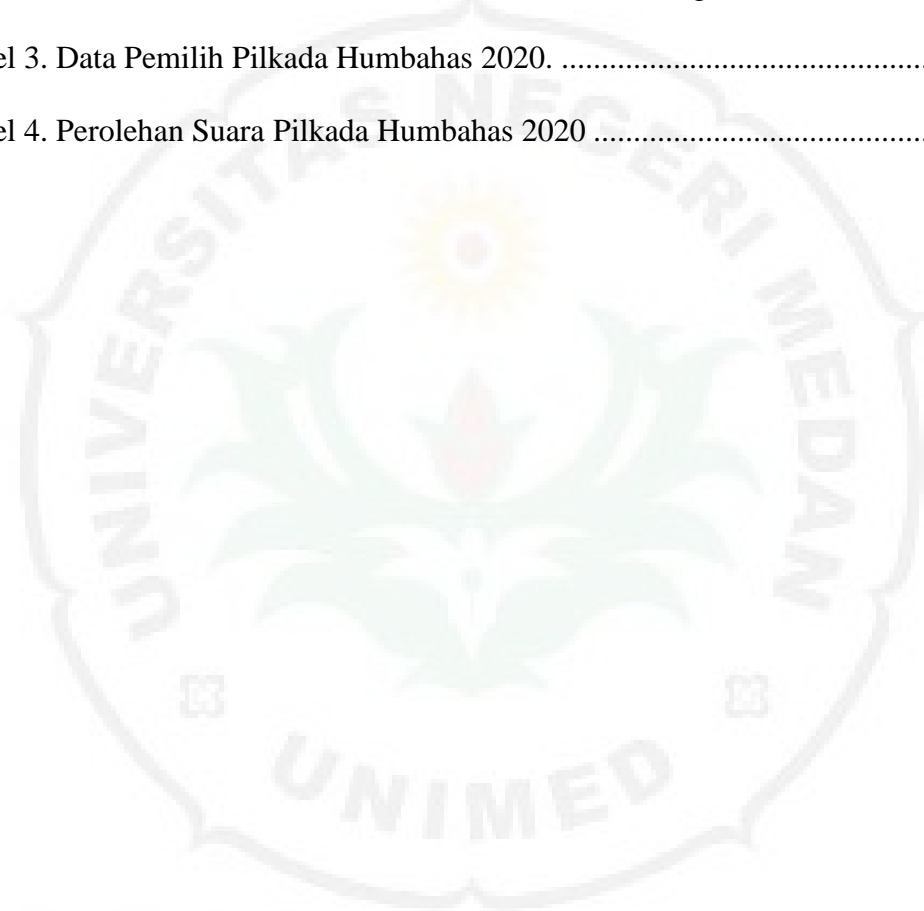 el 3. Data Pemilih Pilkada Humbahas 2020. ..............................................
el 4. Perolehan Suara Pilkada Humbahas 2020 ..........................................
UNIVERSITAS NEGERI MEDAN
UNIMED